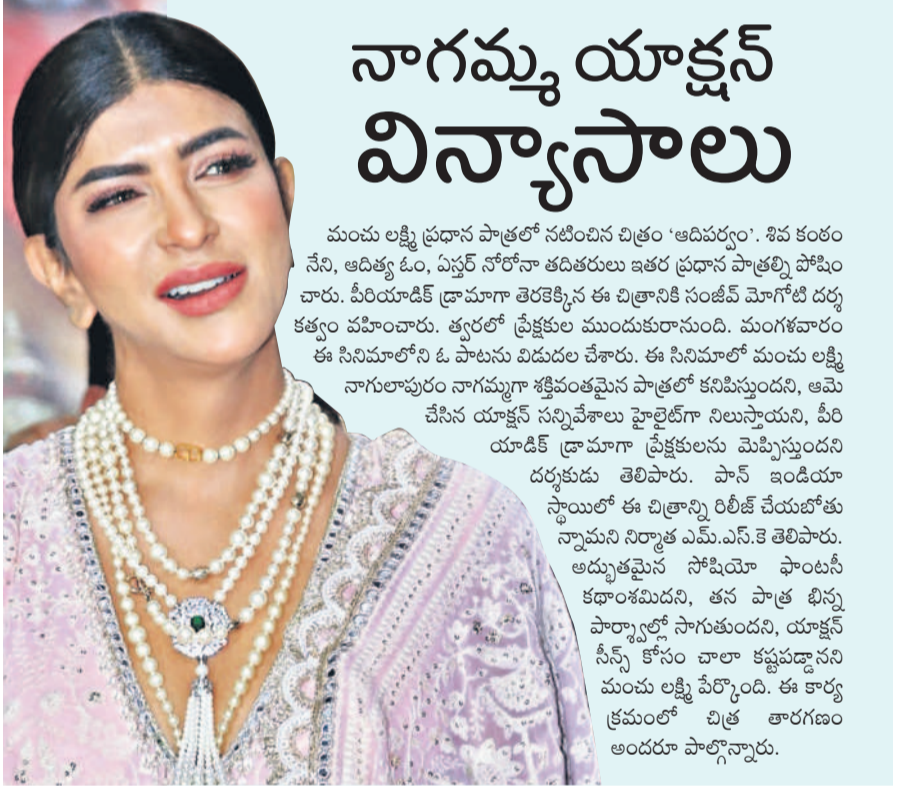 నాగమ్మ యాక్షన్
విన్యాసాలు
మంచు లక్ష్మి ప్రధాన పాత్రలో నటించిన చిత్రం 'ఆదిపర్వం'. శివ కంఠం
నేని, ఆదిత్య ఓం, ఏస్తర్ నోరోనా తదితరులు ఇతర ప్రధాన పాత్రల్ని పోషిం
చారు. పీరియాడిక్ డ్రామాగా తెరకెక్కిన ఈ చిత్రానికి సంజీవ్ మోగోటి దర్శ
కత్వం వహించారు. త్వరలో ప్రేక్షకుల ముందుకురానుంది. మంగళవారం
ఈ సినిమాలోని ఓ పాటను విడుదల చేశారు. ఈ సినిమాలో మంచు లక్ష్మి
నాగులాపురం నాగమ్మగా శక్తివంతమైన పాత్రలో కనిపిస్తుందని, ఆమె
చేసిన యాక్షన్ సన్నివేశాలు హైలైట్‌గా నిలుస్తాయని, పీరి
యాడిక్ డ్రామాగా ప్రేక్షకులను మెప్పిస్తుందని
దర్శకుడు తెలిపారు. పాన్ ఇండియా
స్థాయిలో ఈ చిత్రాన్ని రిలీజ్ చేయబోతు
న్నామని నిర్మాత ఎమ్.ఎస్.కె తెలిపారు.
అద్భుతమైన సోషియో ఫాంటసీ
కథాంశమిదని, తన పాత్ర భిన్న
పార్శ్వాల్లో సాగుతుందని, యాక్షన్
సీన్స్ కోసం చాలా కష్టపడ్డానని
మంచు లక్ష్మి పేర్కొంది. ఈ కార్య
క్రమంలో చిత్ర తారగణం
అందరూ పాల్గొన్నారు.